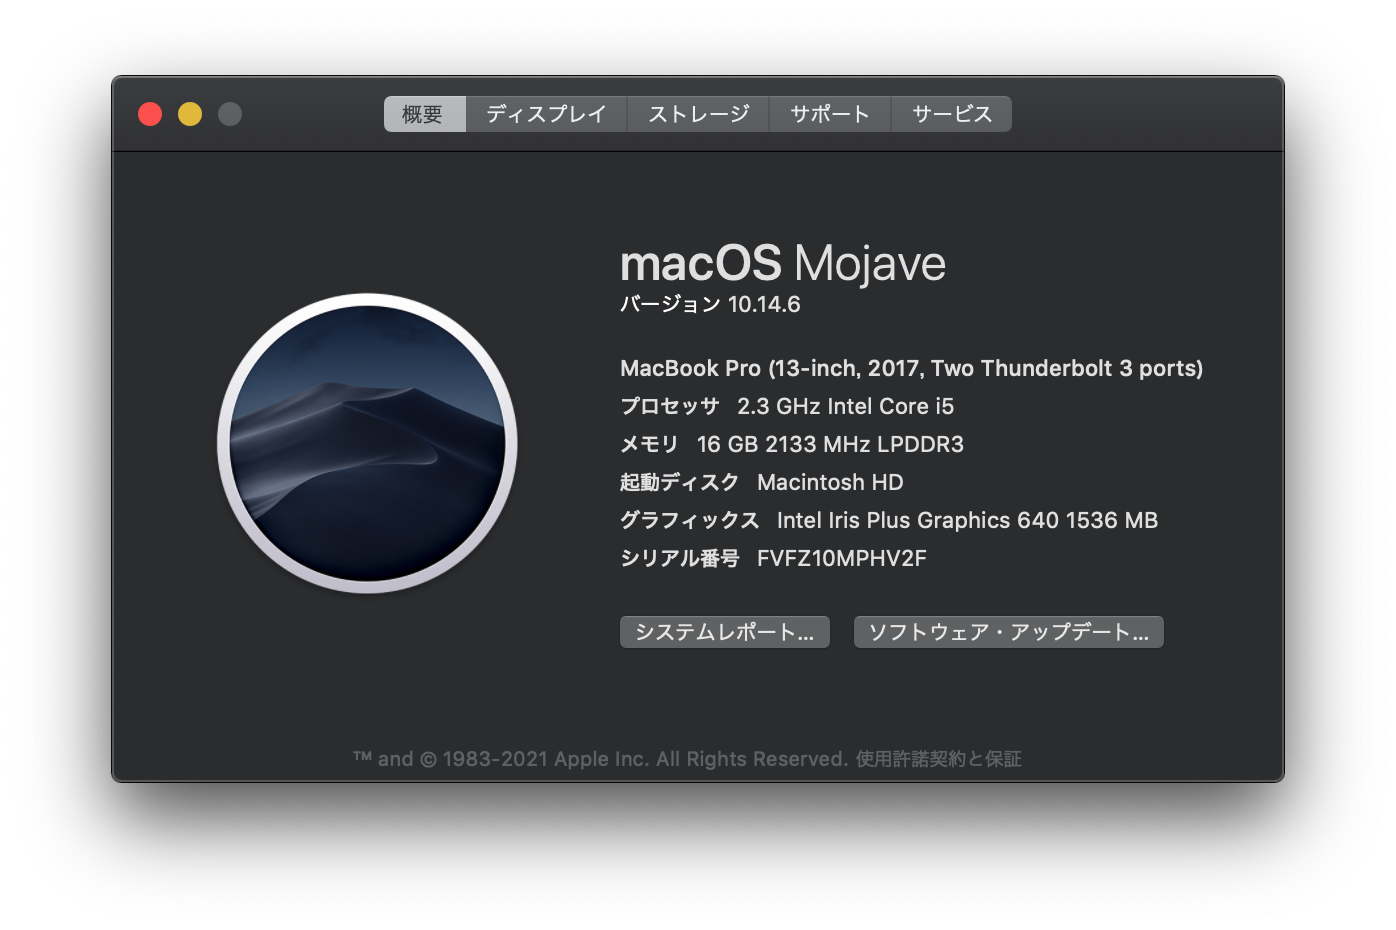 概要 ディスプレイ ストレージ サポート サービス
macOS Mojave
バージョン 10.14.6
MacBook Pro (13-inch, 2017, Two Thunderbolt 3 ports)
プロセッサ 2.3 GHz Intel Core i5
メモリ 16 GB 2133 MHz LPDDR3
起動ディスク Macintosh HD
グラフィックス Intel Iris Plus Graphics 640 1536 MB
シリアル番号 FVFZ10MPHV2F
システムレポート... ソフトウェア・アップデート...
™ and © 1983-2021 Apple Inc. All Rights Reserved. 使用許諾契約と保証